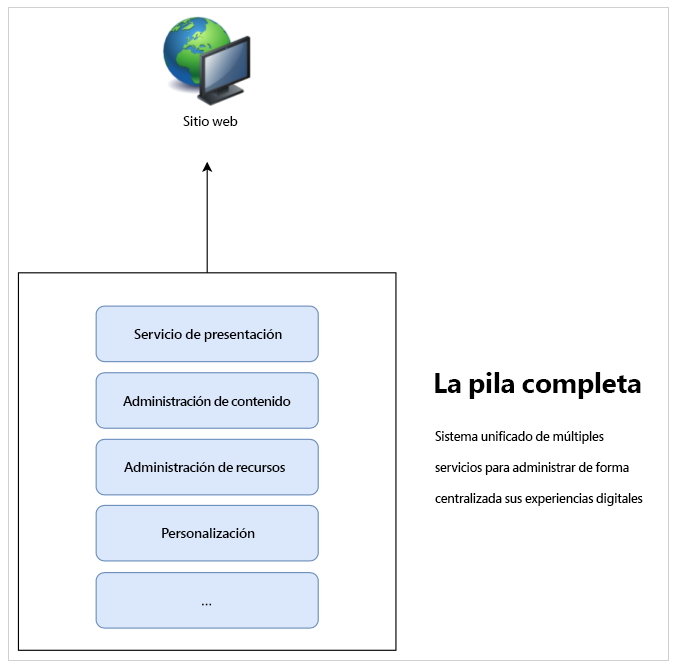 Sitio web
Servicio de presentación
Administración de contenido
Administración de recursos
Personalización
...
La pila completa
Sistema unificado de múltiples
servicios para administrar de forma
centralizada sus experiencias digitales